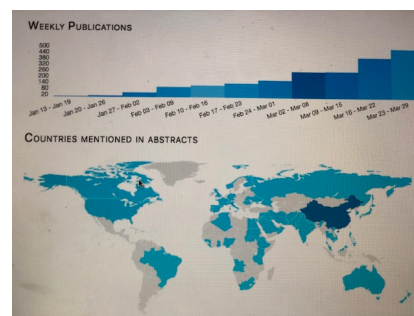 WEEKLY PUBLICATIONS
500
440
380
320
260
200
140
80
20
Jan 13 - Jan 19
Jan 20 - Jan 26
Jan 27 - Feb 02
Feb 03 - Feb 09
Feb 10 - Feb 16
Feb 17 - Feb 23
Feb 24 - Mar 01
Mar 02 - Mar 08
Mar 09 - Mar 15
Mar 16 - Mar 22
Mar 23 - Mar 29
COUNTRIES MENTIONED IN ABSTRACTS